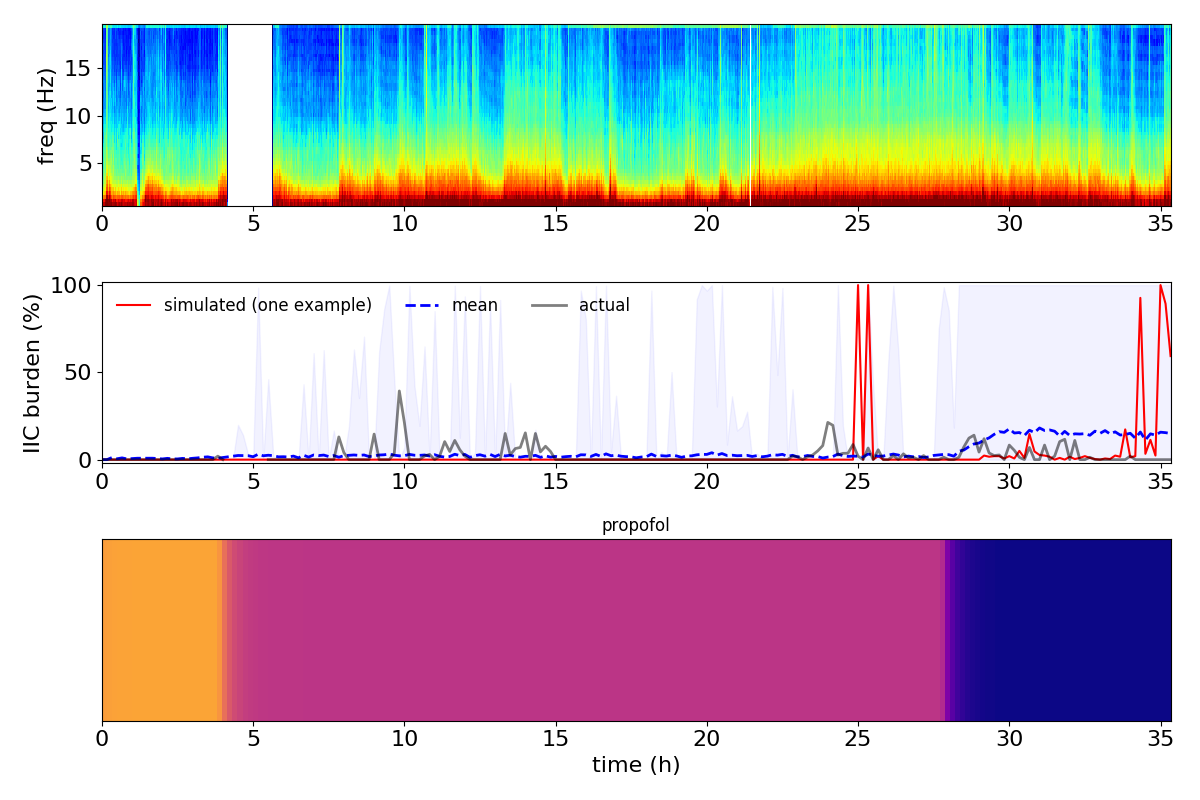 freq (Hz)
15
10
5
0 5 10 15 20 25 30 35
IIC burden (%)
100
50
0
simulated (one example) mean actual
0 5 10 15 20 25 30 35
propofol
0 5 10 15 20 25 30 35
time (h)